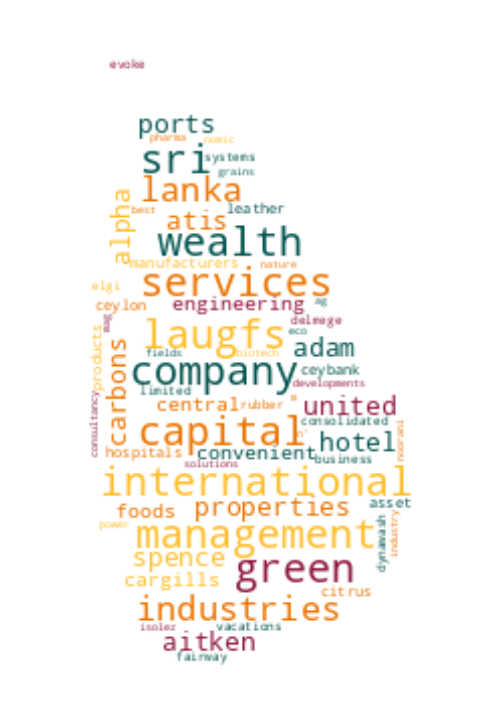 evoke
ports
pharma nomic
sri systems
grains
lanka
alpha
best leather
atis
wealth
manufacturers nature
services
elgi
ceylon engineering ag
mag delmege
laugfs eco
products
carbons
fields biotech adam
company ceybank
developments
limited
consultancy
central rubber united
capital consolidated
noorani
hospitals convenient hotel
solutions business
international
foods properties asset
power management
dynawash
industry
spence
cargills green
citrus
industries
isoler vacations
aitken
fairway